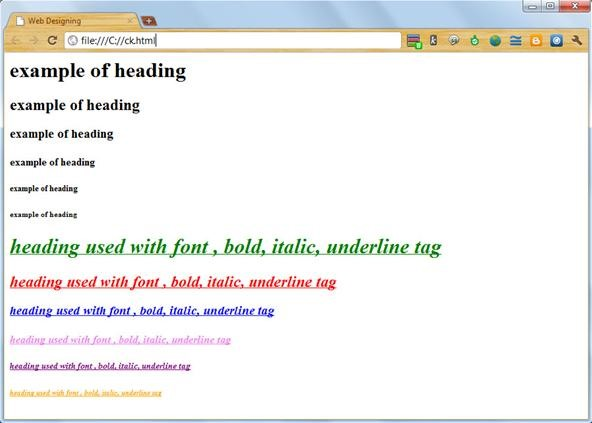 Web Designing
file:///C://ck.html
example of heading
example of heading
example of heading
example of heading
example of heading
example of heading
heading used with font , bold, italic, underline tag
heading used with font , bold, italic, underline tag
heading used with font , bold, italic, underline tag
heading used with font , bold, italic, underline tag
heading used with font , bold, italic, underline tag
heading used with font , bold, italic, underline tag